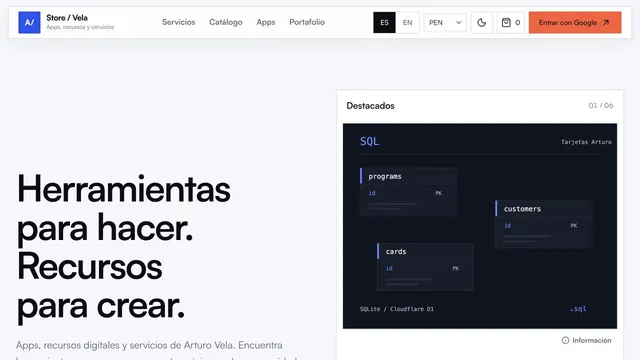 A/
Store / Vela
Apps, recursos y servicios
Servicios
Catálogo
Apps
Portafolio
ES
EN
PEN
0
Entrar con Google
Herramientas
para hacer.
Recursos
para crear.
Apps, recursos digitales y servicios de Arturo Vela. Encuentra
Destacados
01 / 06
SQL
Tarjetas Arturo
programs
id
PK
customers
id
PK
cards
id
PK
SQLite / Cloudflare D1
.sql
Información